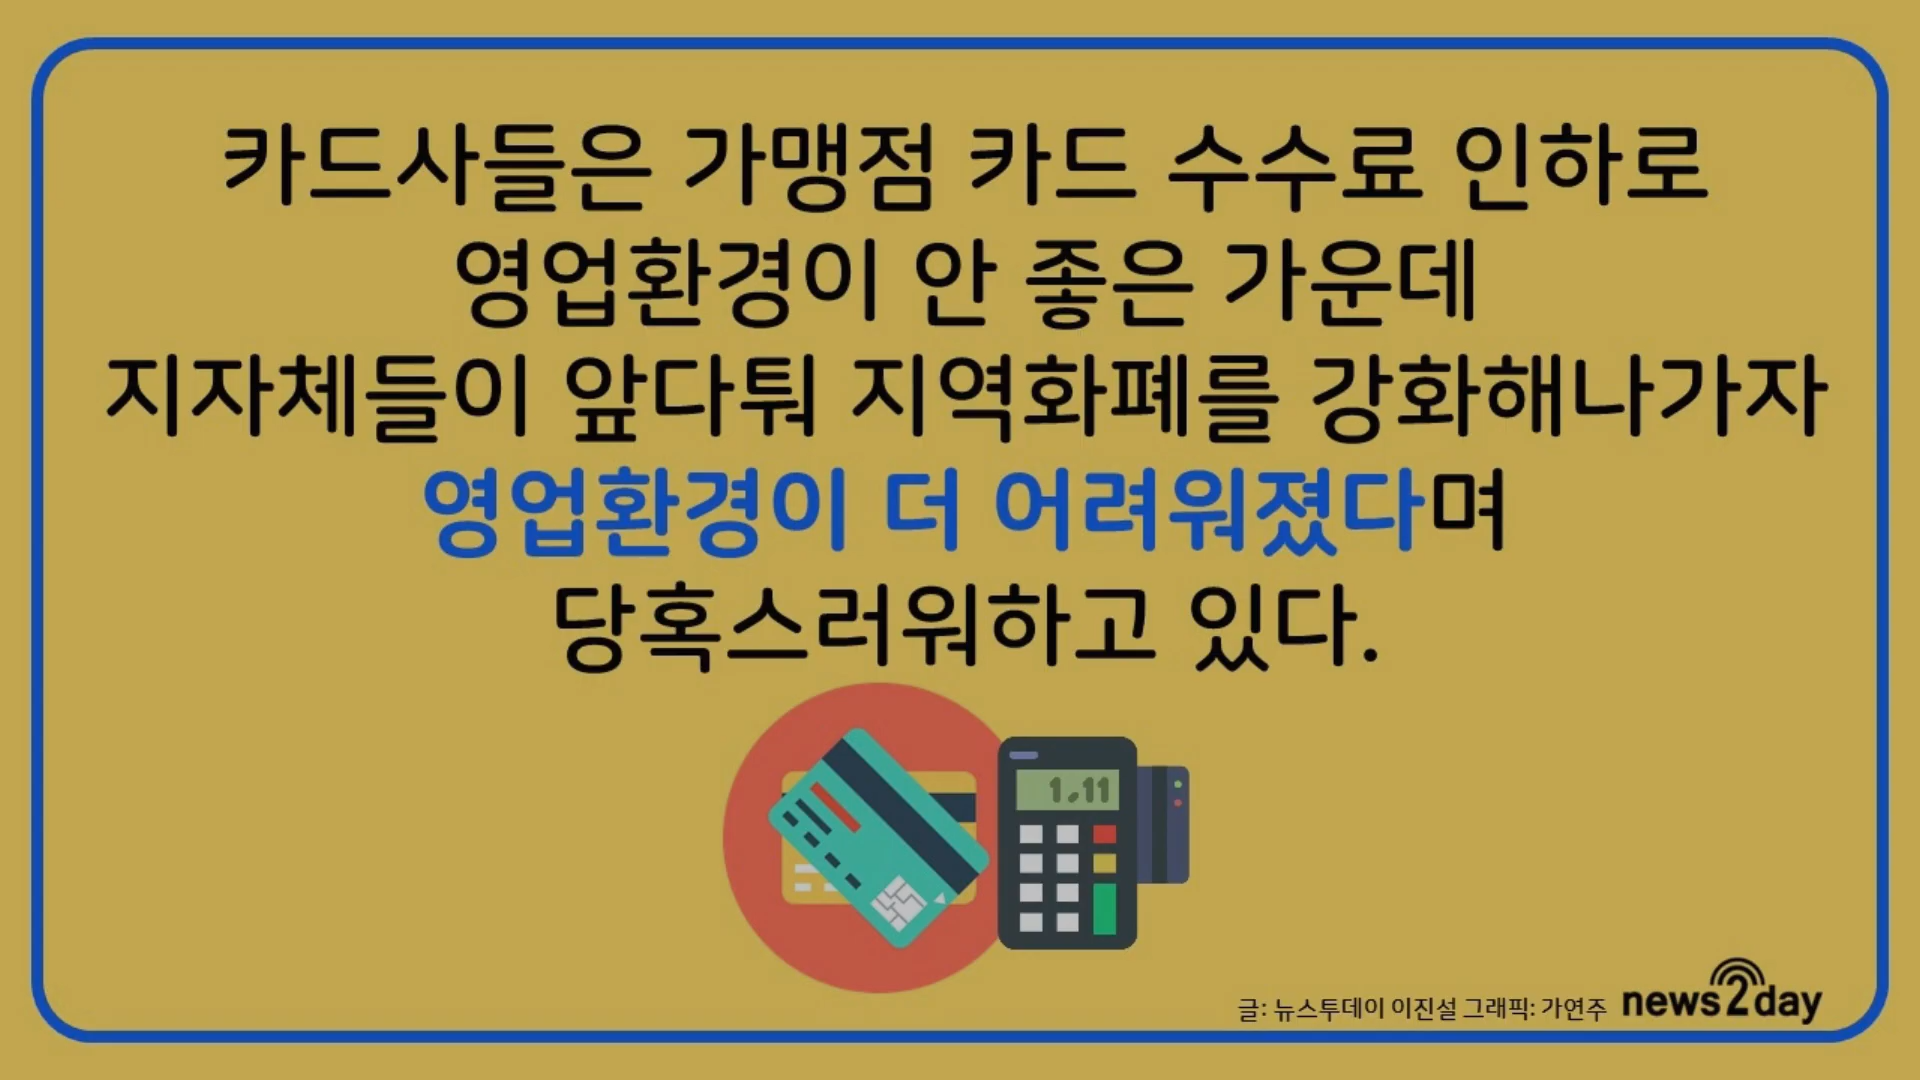 카드사들은 가맹점 카드 수수료 인하로
영업환경이 안 좋은 가운데
지자체들이 앞다퉈 지역화폐를 강화해나가자
영업환경이 더 어려워졌다며
당혹스러워하고 있다.
1,11
글: 뉴스투데이 이진설 그래픽: 가연주 news2day